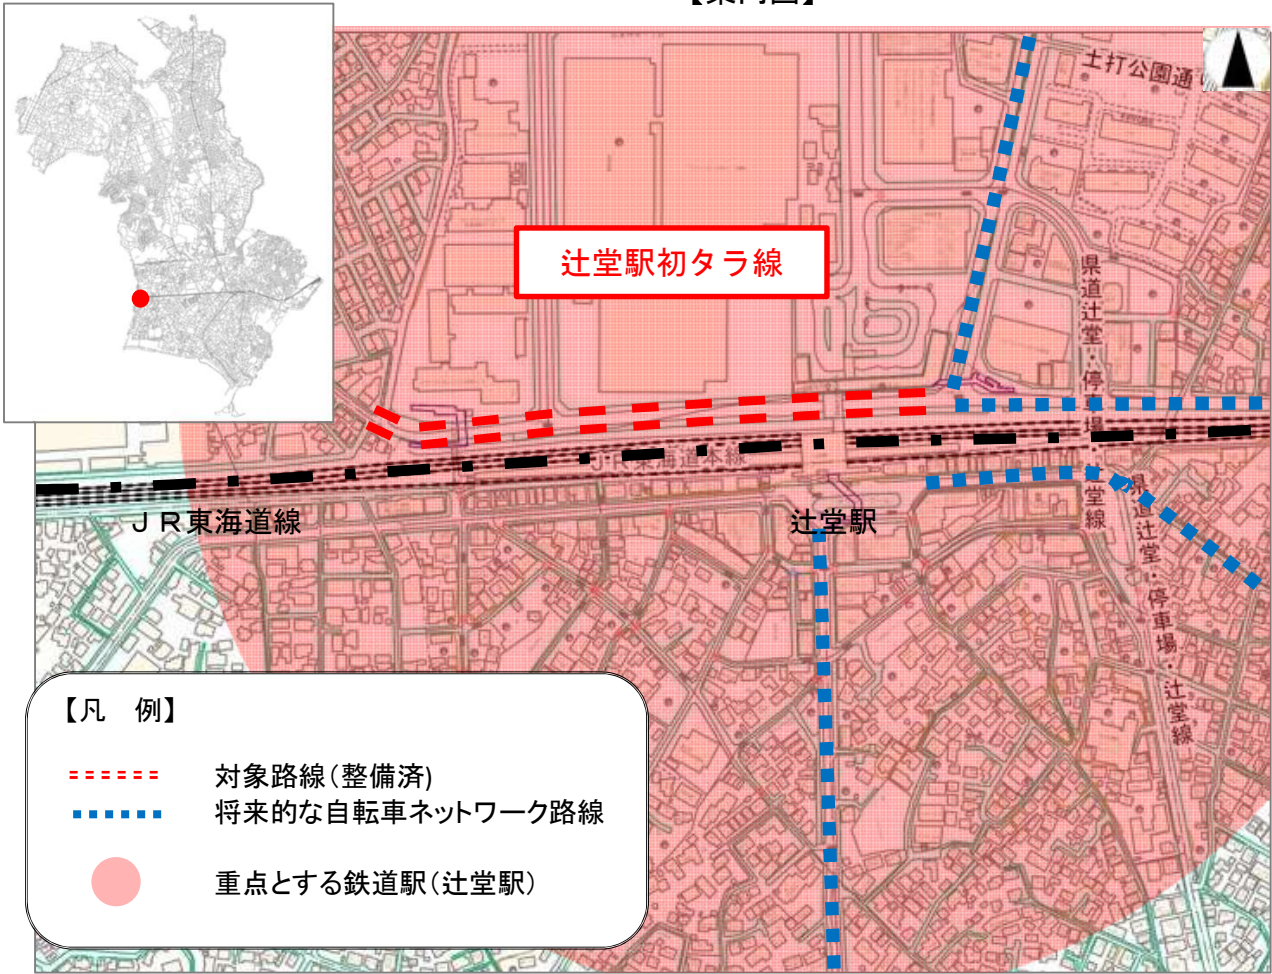 【案内図】
土打公園通り
辻堂駅初タラ線
県道辻堂・停車場・辻堂線
JR東海道本線
JR東海道線
辻堂駅
県道辻堂・停車場・辻堂線
【凡 例】
対象路線(整備済)
将来的な自転車ネットワーク路線
重点とする鉄道駅(辻堂駅)